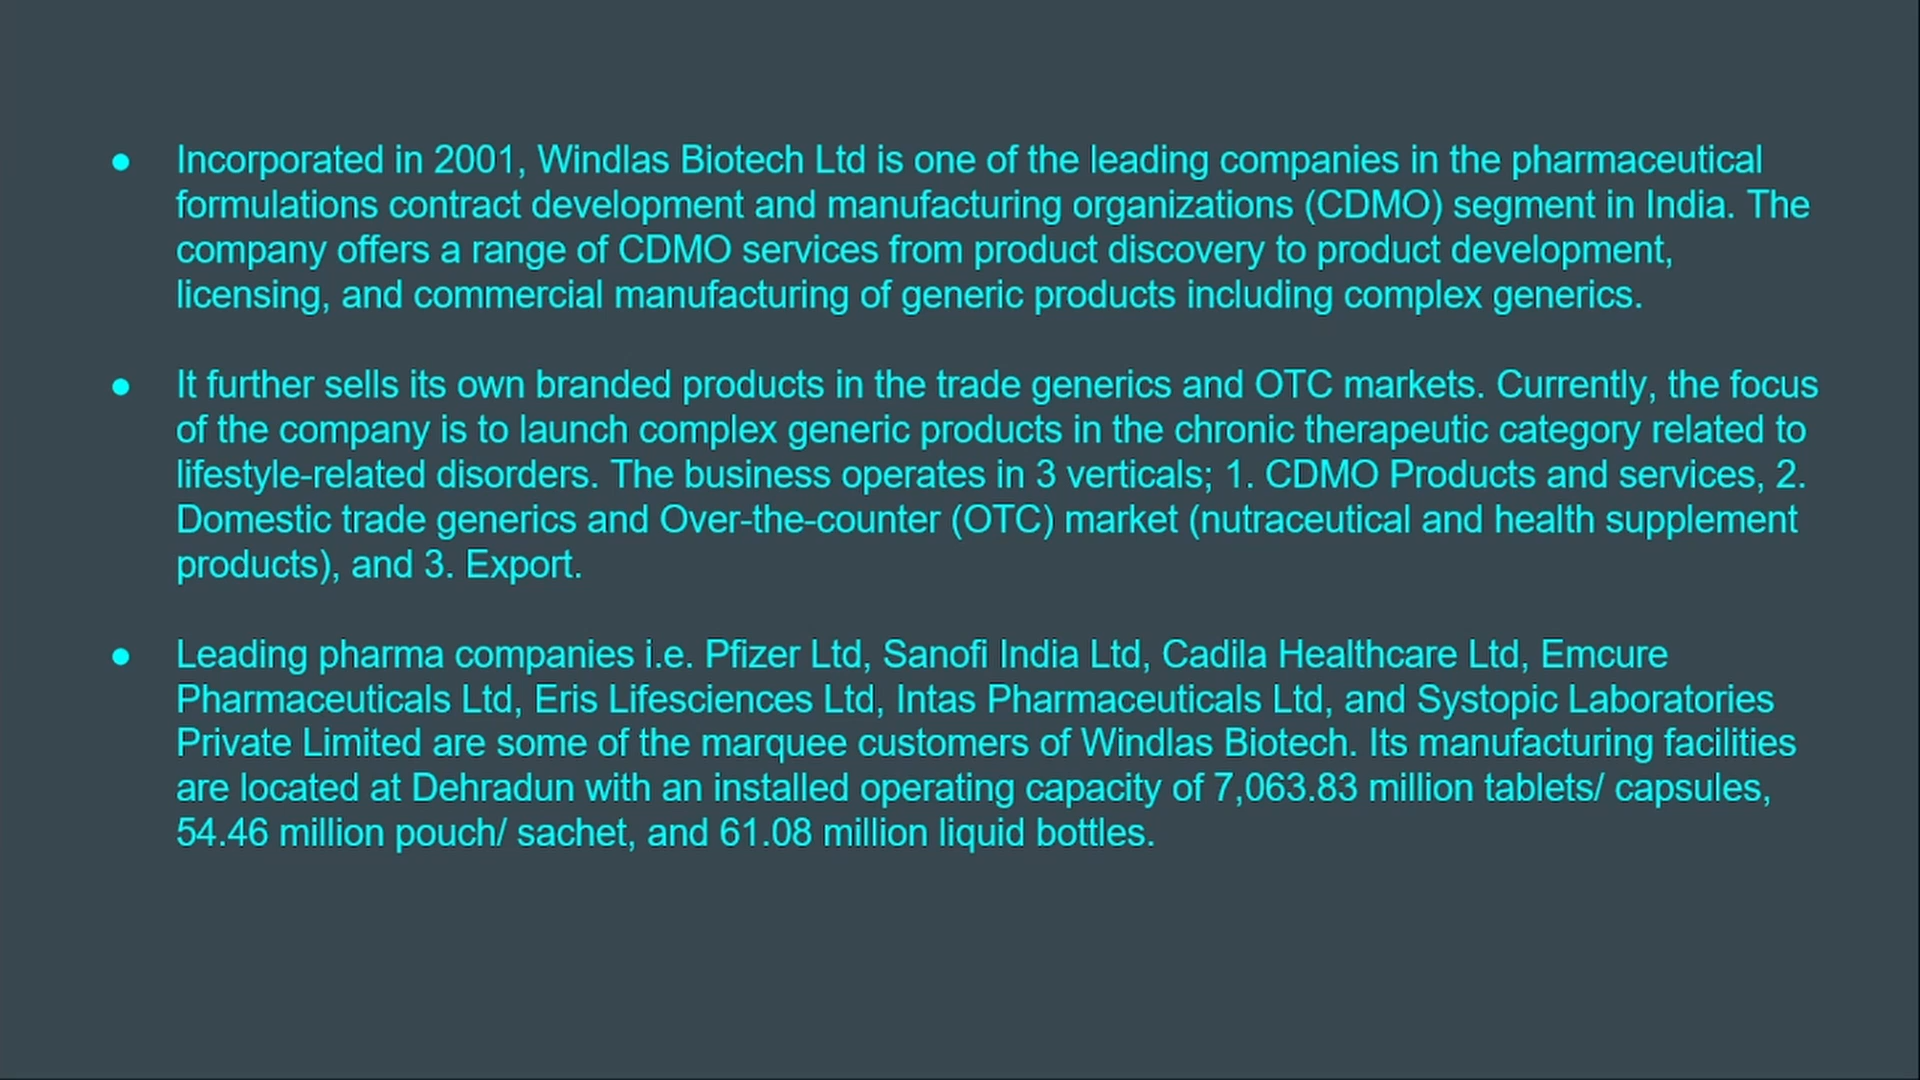 ● Incorporated in 2001, Windlas Biotech Ltd is one of the leading companies in the pharmaceutical
formulations contract development and manufacturing organizations (CDMO) segment in India. The
company offers a range of CDMO services from product discovery to product development,
licensing, and commercial manufacturing of generic products including complex generics.
● It further sells its own branded products in the trade generics and OTC markets. Currently, the focus
of the company is to launch complex generic products in the chronic therapeutic category related to
lifestyle-related disorders. The business operates in 3 verticals; 1. CDMO Products and services, 2.
Domestic trade generics and Over-the-counter (OTC) market (nutraceutical and health supplement
products), and 3. Export.
● Leading pharma companies i.e. Pfizer Ltd, Sanofi India Ltd, Cadila Healthcare Ltd, Emcure
Pharmaceuticals Ltd, Eris Lifesciences Ltd, Intas Pharmaceuticals Ltd, and Systopic Laboratories
Private Limited are some of the marquee customers of Windlas Biotech. Its manufacturing facilities
are located at Dehradun with an installed operating capacity of 7,063.83 million tablets/ capsules,
54.46 million pouch/ sachet, and 61.08 million liquid bottles.